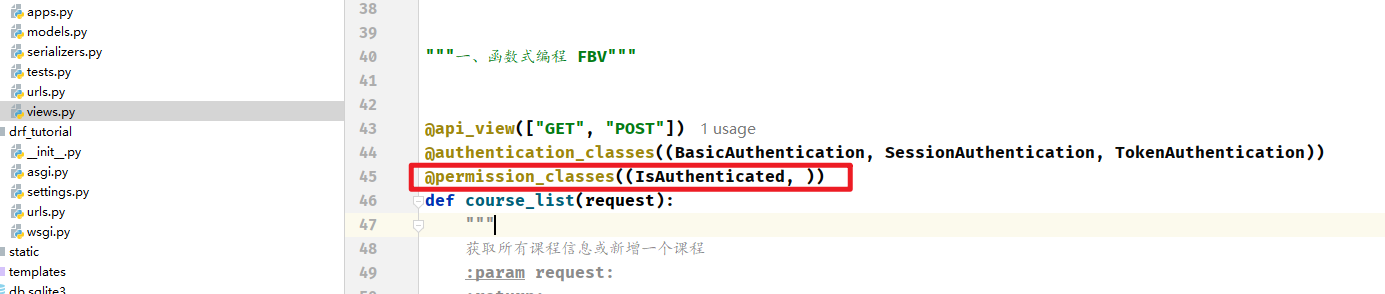 apps.py
models.py
serializers.py
tests.py
urls.py
views.py
drf_tutorial
__init__.py
asgi.py
settings.py
urls.py
wsgi.py
static
templates
db.sqlite3
38
39
40 """一、函数式编程 FBV"""
41
42
43 @api_view(["GET", "POST"]) 1 usage
44 @authentication_classes((BasicAuthentication, SessionAuthentication, TokenAuthentication))
45 @permission_classes((IsAuthenticated, ))
46 def course_list(request):
47 """
48 获取所有课程信息或新增一个课程
49 :param request:
50 :return: